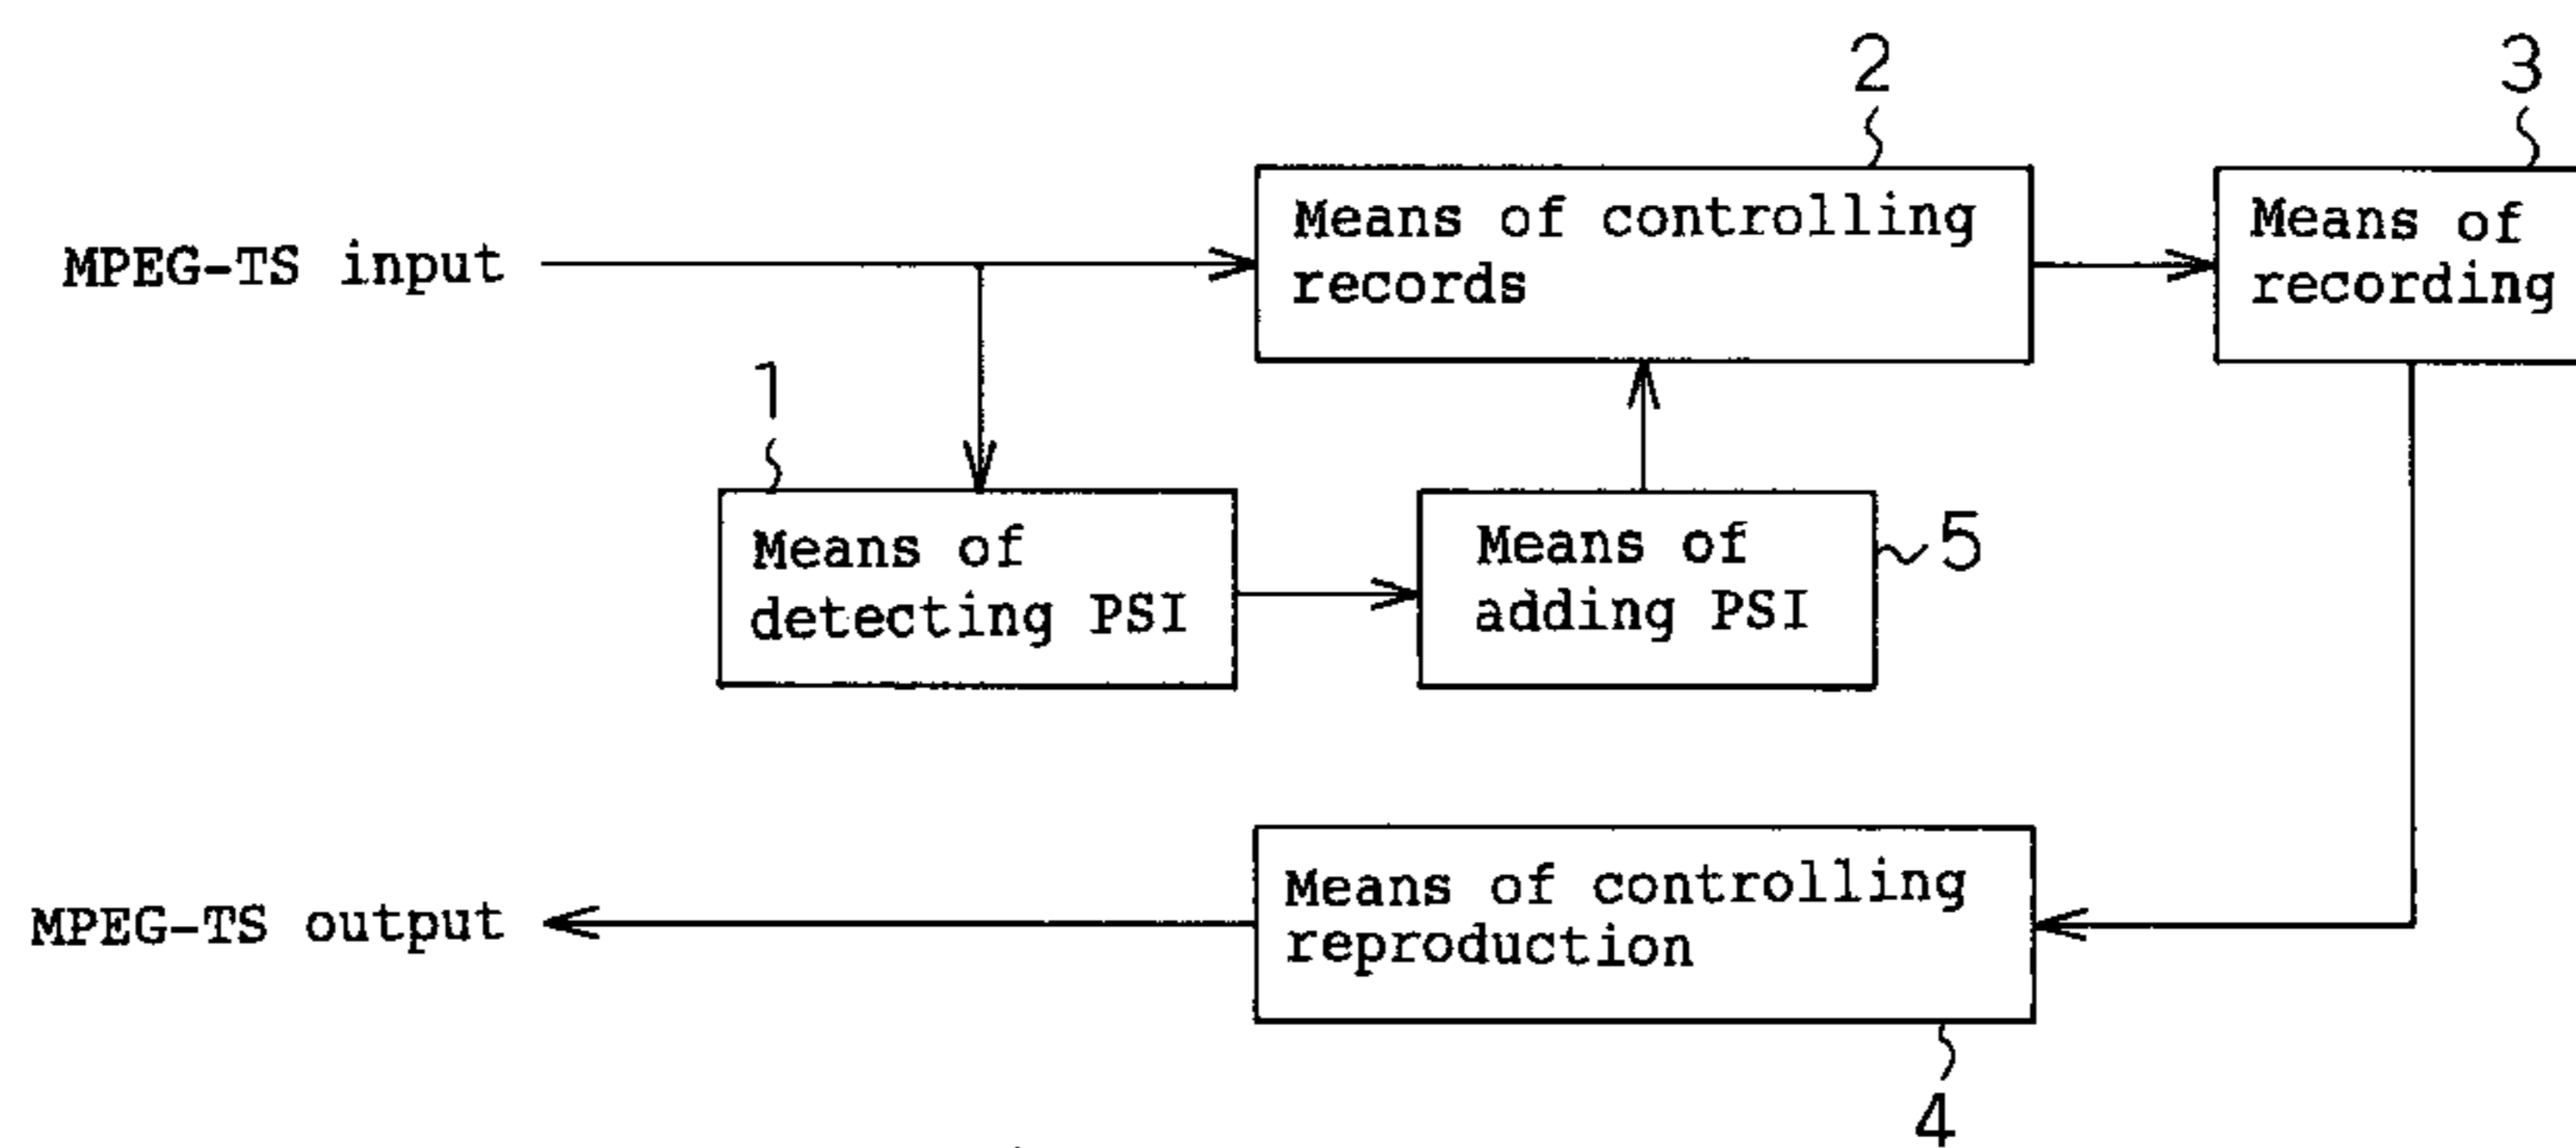 2
3
MPEG-TS input
Means of controlling
records
Means of
recording
1
Means of
detecting PSI
Means of
adding PSI
5
MPEG-TS output
Means of controlling
reproduction
4